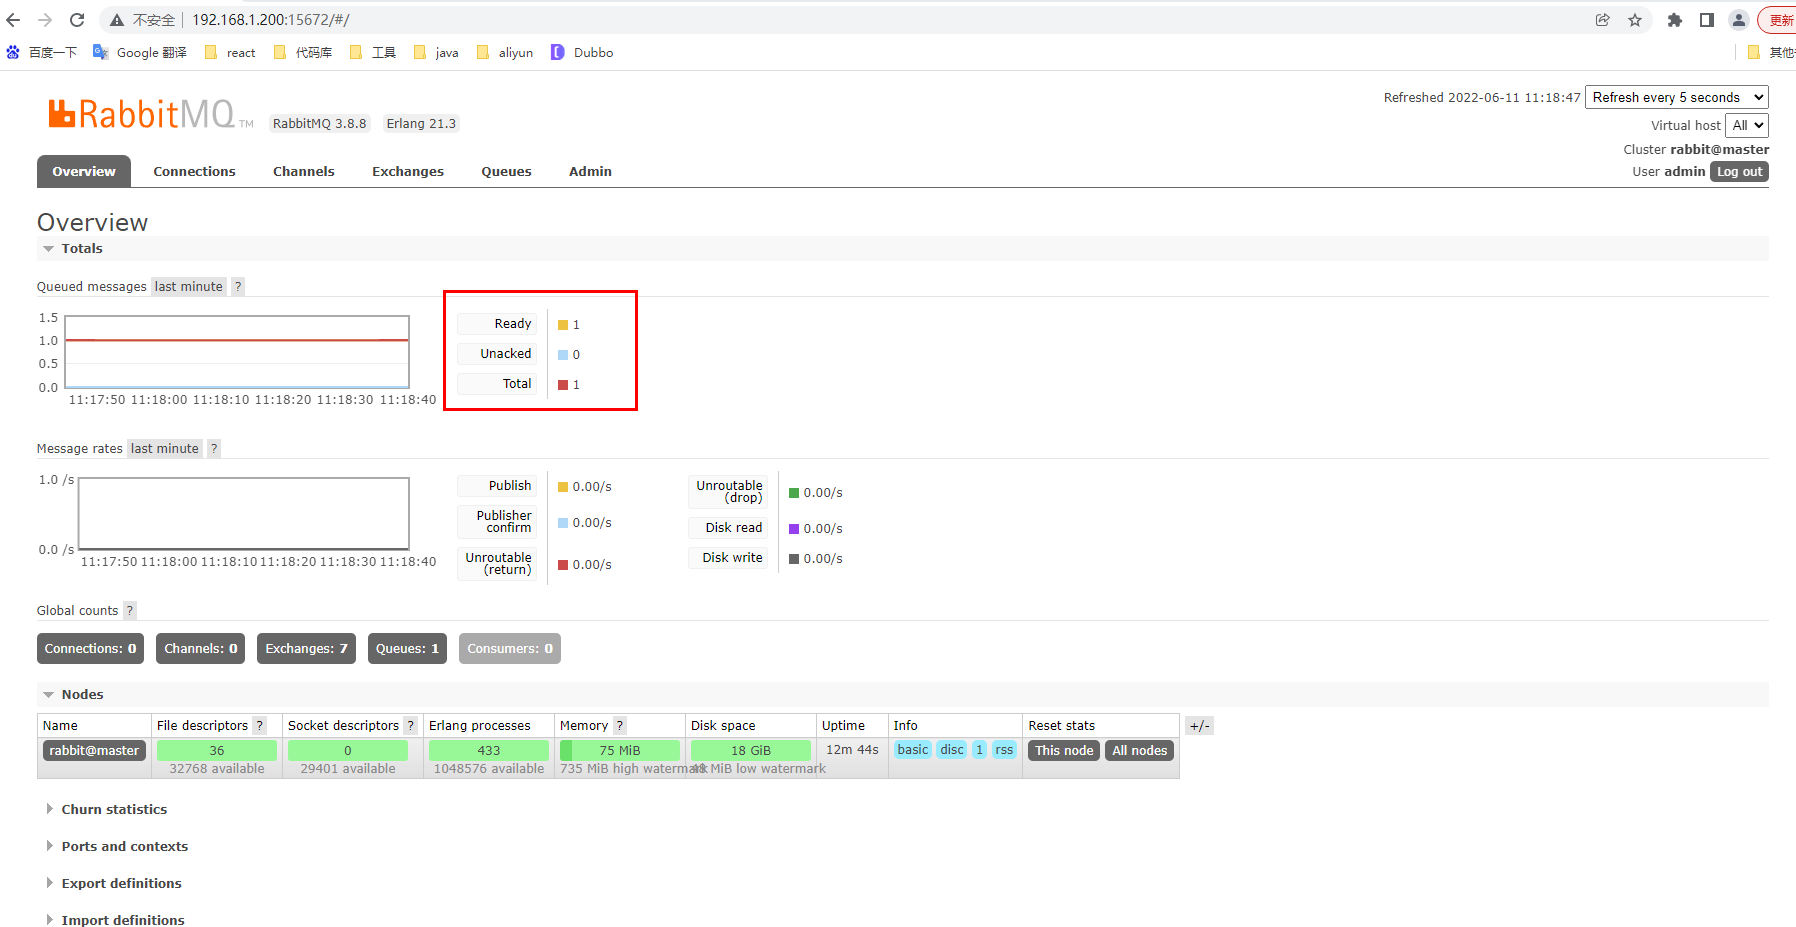 不安全 192.168.1.200:15672/#/ 更新
百度一下 Google 翻译 react 代码库 工具 java aliyun Dubbo
RabbitMQ TM RabbitMQ 3.8.8 Erlang 21.3
Refreshed 2022-06-11 11:18:47 Refresh every 5 seconds
Virtual host All
Cluster rabbit@master
User admin Log out
Overview Connections Channels Exchanges Queues Admin
Overview
Totals
Queued messages last minute ?
1.5
1.0
0.5
0.0
11:17:50 11:18:00 11:18:10 11:18:20 11:18:30 11:18:40
Ready 1
Unacked 0
Total 1
Message rates last minute ?
1.0 /s
0.0 /s
11:17:50 11:18:00 11:18:10 11:18:20 11:18:30 11:18:40
Publish 0.00/s
Publisher
confirm 0.00/s
Unroutable
(return) 0.00/s
Unroutable
(drop) 0.00/s
Disk read 0.00/s
Disk write 0.00/s
Global counts ?
Connections: 0 Channels: 0 Exchanges: 7 Queues: 1 Consumers: 0
Nodes
Name File descriptors ? Socket descriptors ? Erlang processes Memory ? Disk space Uptime Info Reset stats +/-
rabbit@master 36 0 433 75 MiB 18 GiB 12m 44s basic disc 1 rss This node All nodes
32768 available 29401 available 1048576 available 735 MiB high watermark 48 MiB low watermark
Churn statistics
Ports and contexts
Export definitions
Import definitions